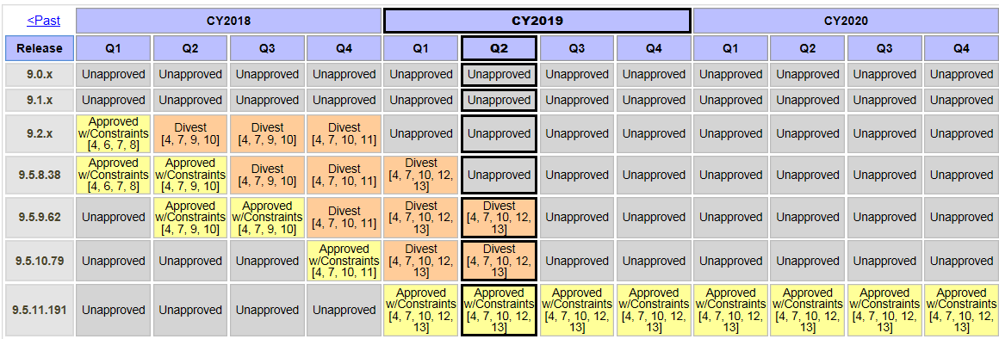 <Past CY2018 CY2019 CY2020
Release Q1 Q2 Q3 Q4 Q1 Q2 Q3 Q4 Q1 Q2 Q3 Q4
9.0.x Unapproved Unapproved Unapproved Unapproved Unapproved Unapproved Unapproved Unapproved Unapproved Unapproved Unapproved Unapproved
9.1.x Unapproved Unapproved Unapproved Unapproved Unapproved Unapproved Unapproved Unapproved Unapproved Unapproved Unapproved Unapproved
9.2.x Approved w/Constraints [4, 6, 7, 8] Divest [4, 7, 9, 10] Divest [4, 7, 9, 10] Divest [4, 7, 10, 11] Unapproved Unapproved Unapproved Unapproved Unapproved Unapproved Unapproved Unapproved
9.5.8.38 Approved w/Constraints [4, 6, 7, 8] Approved w/Constraints [4, 7, 9, 10] Divest [4, 7, 9, 10] Divest [4, 7, 10, 11] Divest [4, 7, 10, 12, 13] Unapproved Unapproved Unapproved Unapproved Unapproved Unapproved Unapproved
9.5.9.62 Unapproved Approved w/Constraints [4, 7, 9, 10] Approved w/Constraints [4, 7, 9, 10] Divest [4, 7, 10, 11] Divest [4, 7, 10, 12, 13] Divest [4, 7, 10, 12, 13] Unapproved Unapproved Unapproved Unapproved Unapproved Unapproved
9.5.10.79 Unapproved Unapproved Unapproved Approved w/Constraints [4, 7, 10, 11] Divest [4, 7, 10, 12, 13] Divest [4, 7, 10, 12, 13] Unapproved Unapproved Unapproved Unapproved Unapproved Unapproved
9.5.11.191 Unapproved Unapproved Unapproved Unapproved Approved w/Constraints [4, 7, 10, 12, 13] Approved w/Constraints [4, 7, 10, 12, 13] Approved w/Constraints [4, 7, 10, 12, 13] Approved w/Constraints [4, 7, 10, 12, 13] Approved w/Constraints [4, 7, 10, 12, 13] Approved w/Constraints [4, 7, 10, 12, 13] Approved w/Constraints [4, 7, 10, 12, 13] Approved w/Constraints [4, 7, 10, 12, 13]